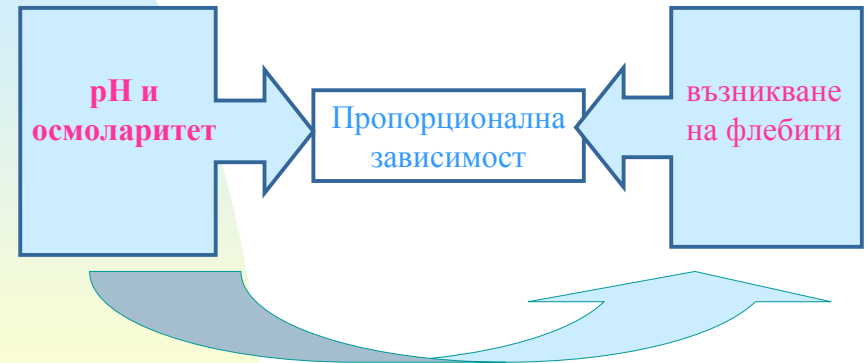 pH и
осмоларитет
Пропорционална
зависимост
възникване
на флебити